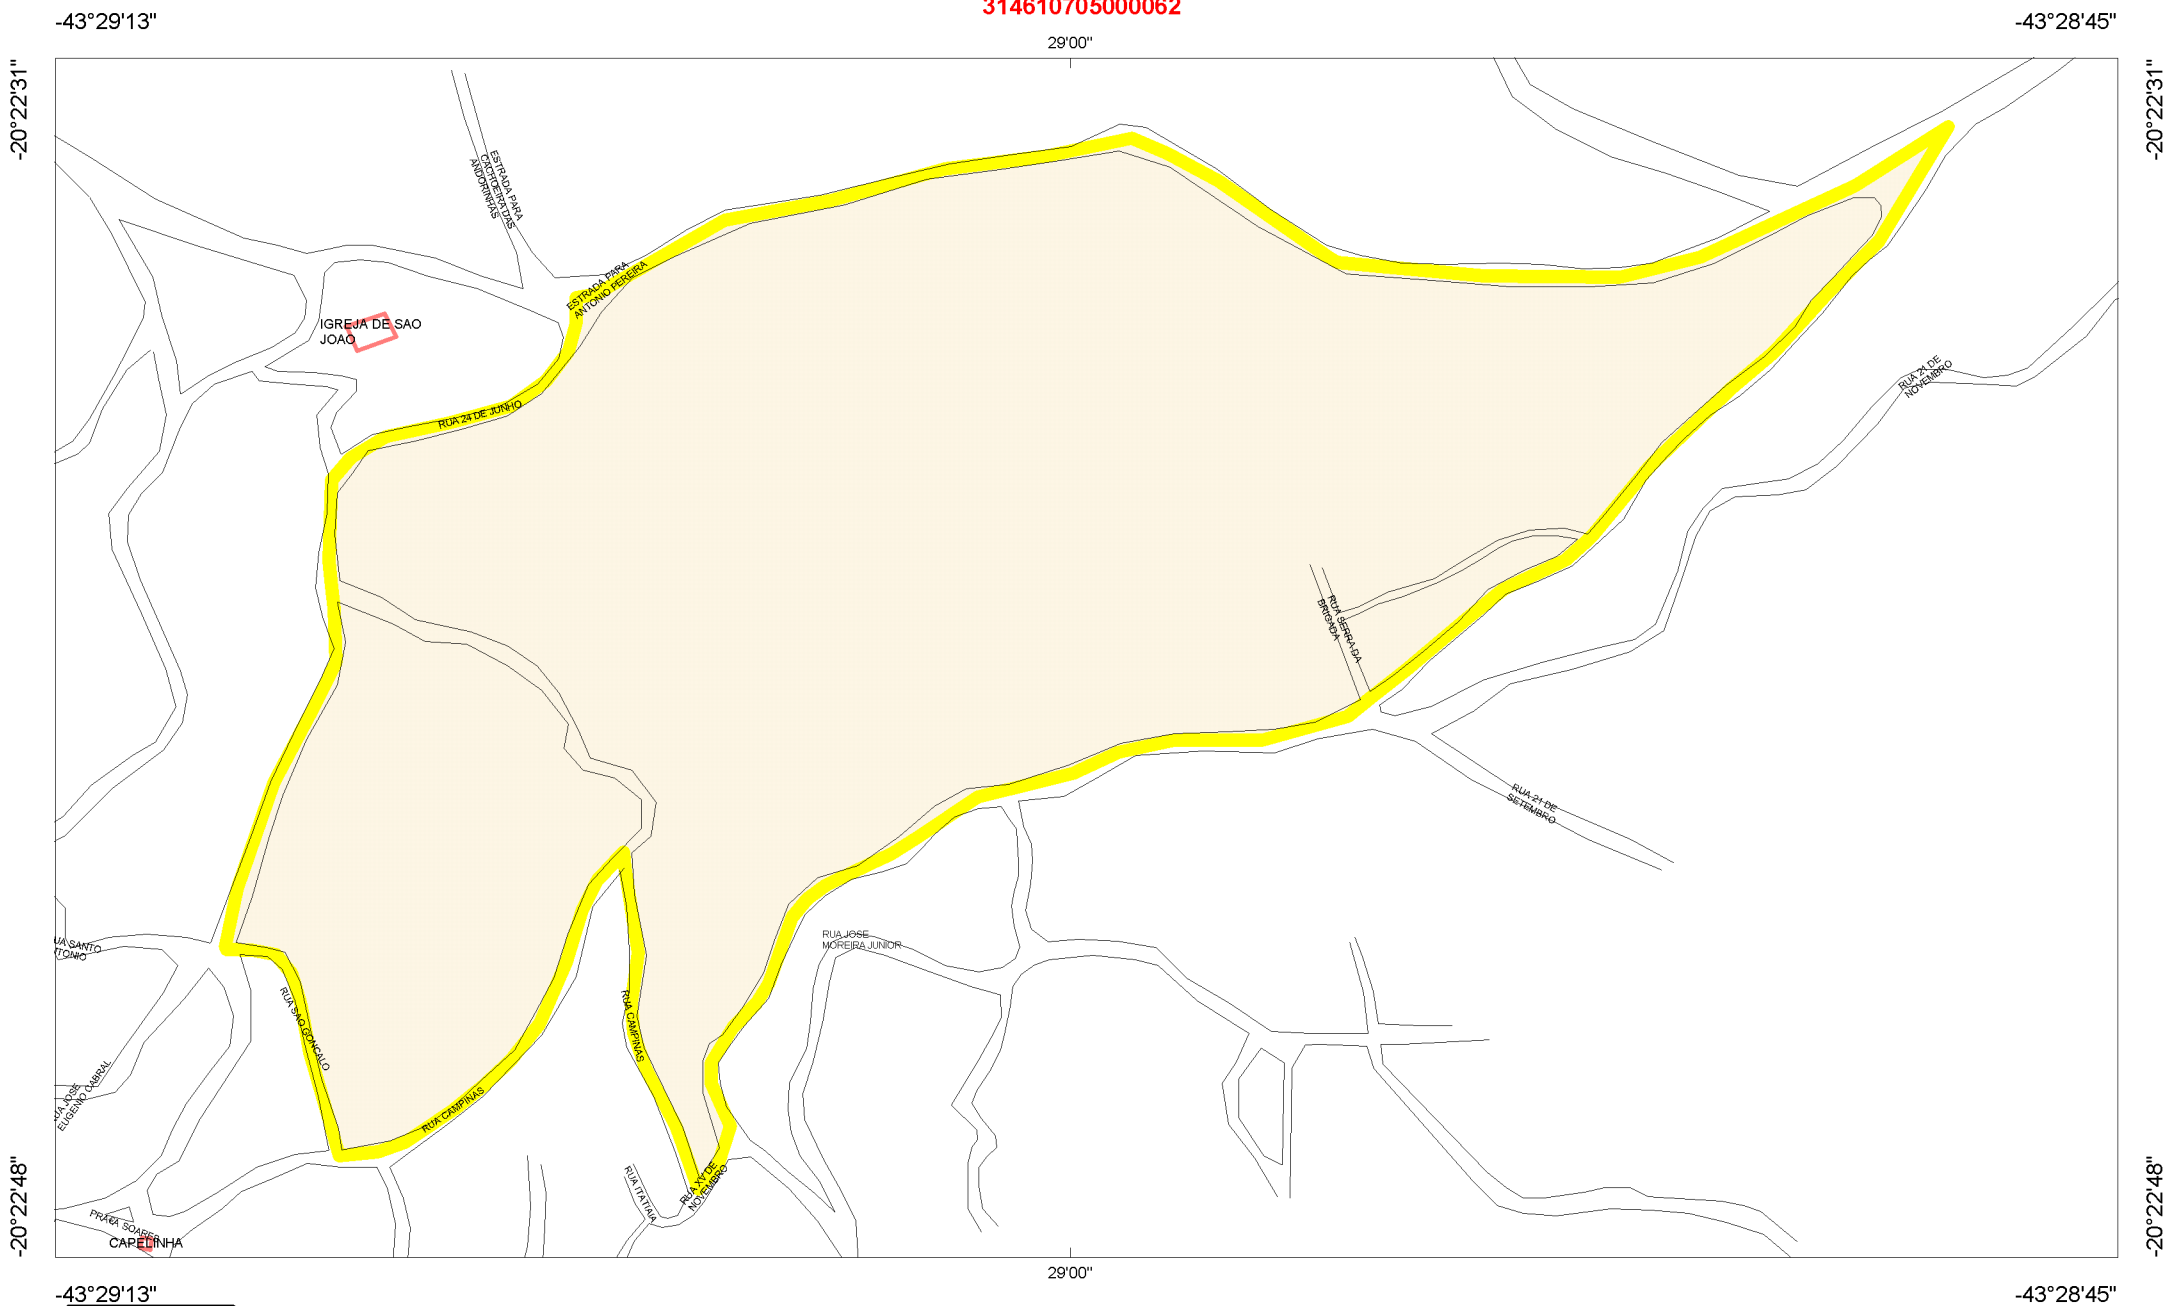 314610705000062
-43°29'13"
-43°28'45"
29'00"
-20°22'31"
-20°22'31"
ESTRADA PARA
CACHOEIRA DAS
ANDORINHAS
ESTRADA PARA
ANTONIO PEREIRA
IGREJA DE SAO
JOAO
RUA 24 DE JUNHO
RUA 21 DE
NOVEMBRO
RUA SERRA DA
BRIGADA
RUA 21 DE
SETEMBRO
RUA JOSE
MOREIRA JUNIOR
UA SANTO
TONIO
RUA SAO GONCALO
RUA CAMPINAS
RUA CAMPINAS
UA JOSE
EUGENIO CABRAL
RUA XV DE
NOVEMBRO
RUA ITATIAIA
PRACA SOARES
CAPELINHA
-20°22'48"
-20°22'48"
29'00"
-43°29'13"
-43°28'45"